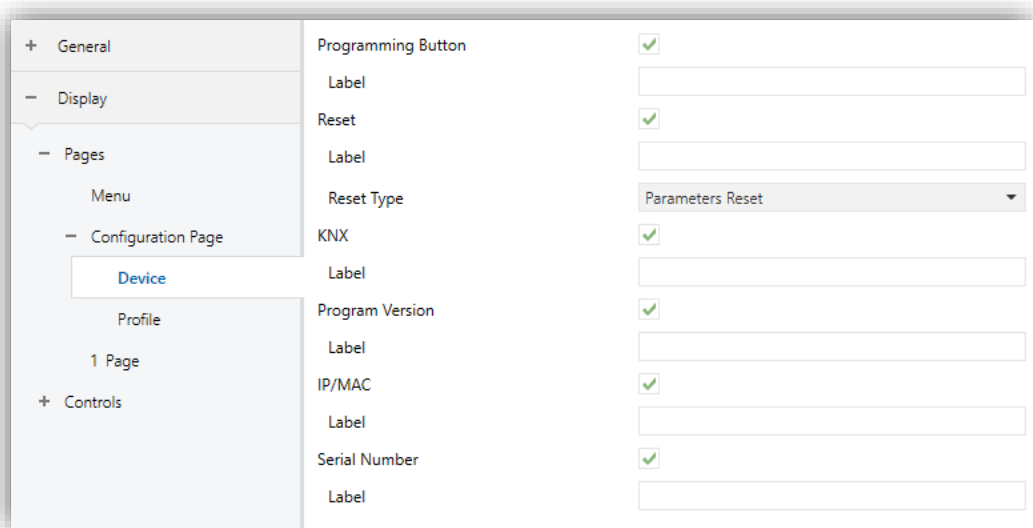 General
Display
Pages
Menu
Configuration Page
Device
Profile
1 Page
Controls
Programming Button
Label
Reset
Label
Reset Type
Parameters Reset
KNX
Label
Program Version
Label
IP/MAC
Label
Serial Number
Label